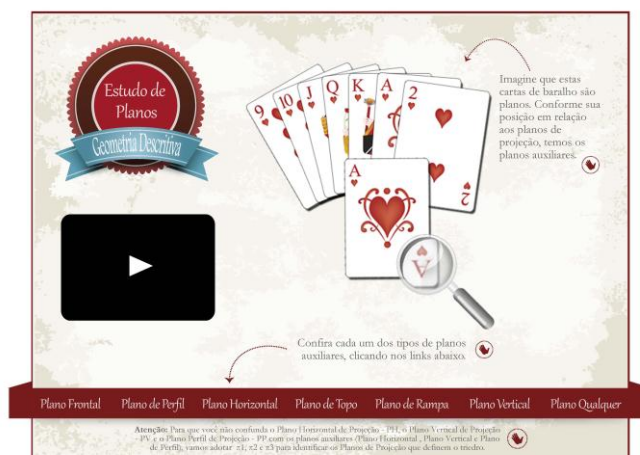 Estudo de
Planos
Geometria Descritiva
9
10
J
Q
K
A
2
2
A
A
Imagine que estas
cartas de baralho são
planos. Conforme sua
posição em relação
aos planos de
projeção, temos os
planos auxiliares.
Confira cada um dos tipos de planos
auxiliares, clicando nos links abaixo.
Plano Frontal Plano de Perfil Plano Horizontal Plano de Topo Plano de Rampa Plano Vertical Plano Qualquer
Atenção: Para que você não confunda o Plano Horizontal de Projeção - PH, o Plano Vertical de Projeção
- PV e o Plano Perfil de Projeção - PP com os planos auxiliares (Plano Horizontal , Plano Vertical e Plano
de Perfil), vamos adotar π1, π2 e π3 para identificar os Planos de Projeção que definem o triedro.